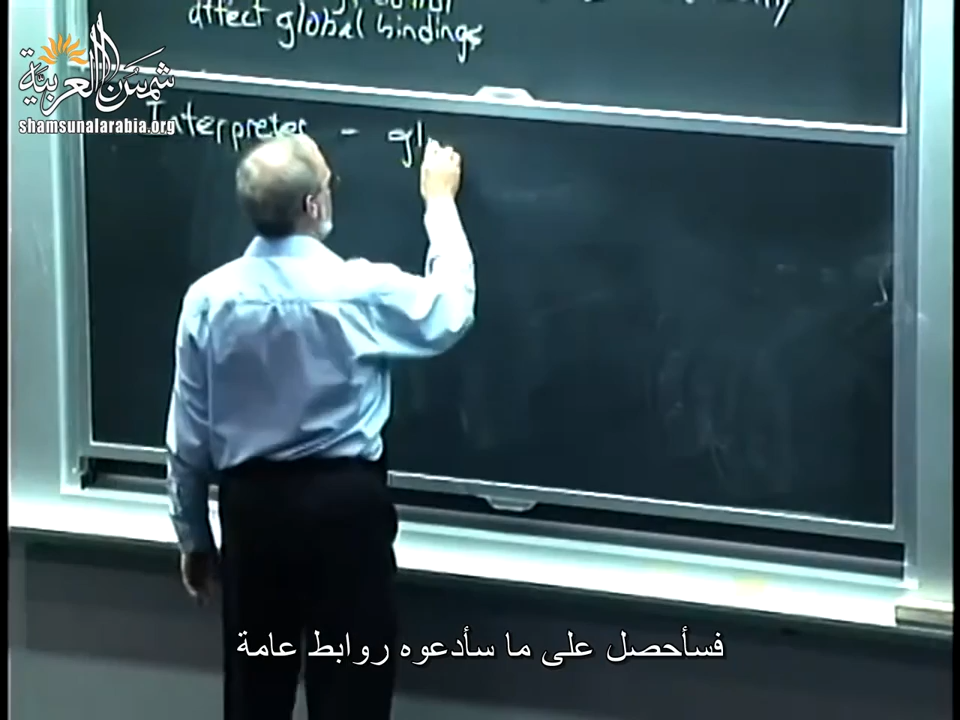 affect global bindings
شمس العربية
shamsunalarabia.org
Interpreter - gl
فسأحصل على ما سأدعوه روابط عامة